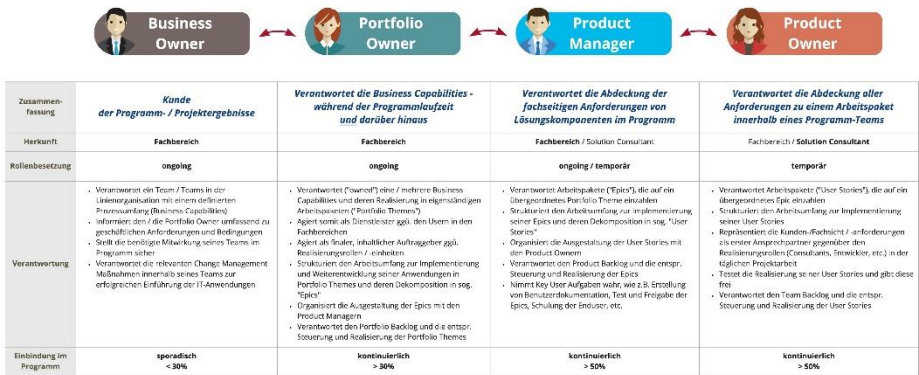 Business
Owner
Portfolio
Owner
Product
Manager
Product
Owner
Zusammen-
fassung
Kunde
der Programm- / Projektergebnisse
Verantwortet die Business Capabilities -
während der Programmlaufzeit
und darüber hinaus
Verantwortet die Abdeckung der
fachseitigen Anforderungen von
Lösungskomponenten im Programm
Verantwortet die Abdeckung aller
Anforderungen zu einem Arbeitspaket
innerhalb eines Programm-Teams
Herkunft
Fachbereich
Fachbereich
Fachbereich / Solution Consultant
Fachbereich / Solution Consultant
Rollenbesetzung
ongoing
ongoing
ongoing / temporär
temporär
Verantwortung
• Verantwortet ein Team / Teams in der
Linienorganisation mit einem definierten
Prozessumfang (Business Capabilities)
• Informiert den / die Portfolio Owner umfassend zu
geschäftlichen Anforderungen und Bedingungen
• Stellt die benötigte Mitwirkung seines Teams im
Programm sicher
• Verantwortet die relevanten Change Management
Maßnahmen innerhalb seines Teams zur
erfolgreichen Einführung der IT-Anwendungen
• Verantwortet ("owned") eine / mehrere Business
Capabilities und deren Realisierung in eigenständigen
Arbeitspaketen ("Portfolio Themes")
• Agiert somit als Dienstleister ggü. den Usern in den
Fachbereichen
• Agiert als finaler, inhaltlicher Auftraggeber ggü.
Realisierungsrollen / -einheiten
• Strukturiert den Arbeitsumfang zur Implementierung
und Weiterentwicklung seiner Anwendungen in
Portfolio Themes und deren Dekomposition in sog.
"Epics"
• Organisiert die Ausgestaltung der Epics mit den
Product Managern
• Verantwortet den Portfolio Backlog und die entspr.
Steuerung und Realisierung der Portfolio Themes
• Verantwortet Arbeitspakete ("Epics"), die auf ein
übergeordnetes Portfolio Theme einzahlen
• Strukturiert den Arbeitsumfang zur Implementierung
seiner Epics und deren Dekomposition in sog. "User
Stories"
• Organisiert die Ausgestaltung der User Stories mit
den Product Ownern
• Verantwortet den Product Backlog und die entspr.
Steuerung und Realisierung der Epics
• Nimmt Key User Aufgaben wahr, wie z.B. Erstellung
von Benutzerdokumentation, Test und Freigabe der
Epics, Schulung der Enduser, etc.
• Verantwortet Arbeitspakete ("User Stories"), die auf ein
übergeordnetes Epic einzahlen
• Strukturiert den Arbeitsumfang zur Implementierung
seiner User Stories
• Repräsentiert die Kunden-/Fachsicht / -anforderungen
als erster Ansprechpartner gegenüber den
Realisierungsrollen (Consultants, Entwickler, etc.) in der
täglichen Projektarbeit
• Testet die Realisierung seiner User Stories und gibt diese
frei
• Verantwortet den Team Backlog und die entspr.
Steuerung und Realisierung der User Stories
Einbindung im
Programm
sporadisch
< 30%
kontinuierlich
> 30%
kontinuierlich
> 50%
kontinuierlich
> 50%